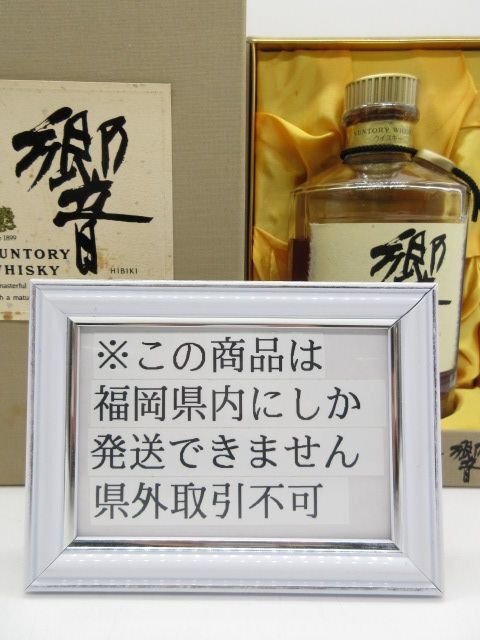 響
1899
SUNTORY
WHISKY
HIBIKI
masterful
SUNTORY WHISKY
ウイスキー
響
※この商品は
福岡県内にしか
発送できません
県外取引不可
響